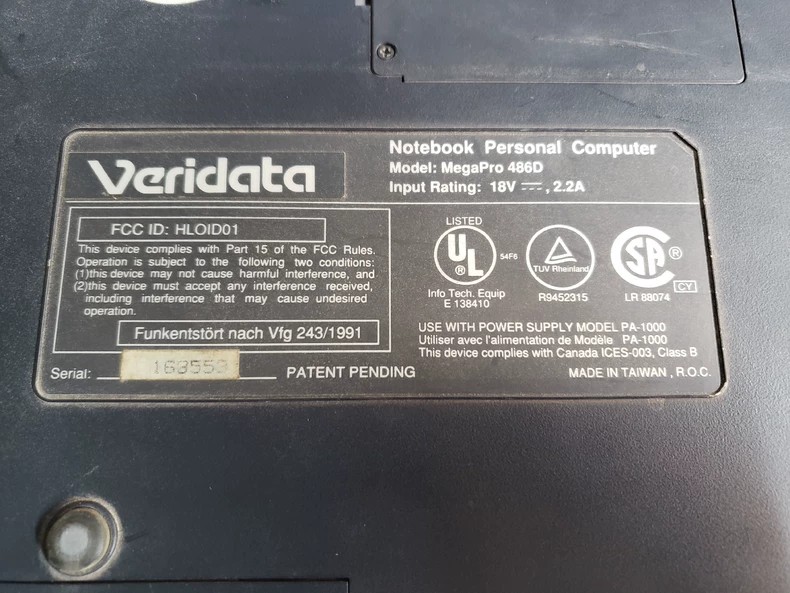 Veridata
Notebook Personal Computer
Model: MegaPro 486D
Input Rating: 18V ⎓, 2.2A
FCC ID: HLOID01
This device complies with Part 15 of the FCC Rules.
Operation is subject to the following two conditions:
(1)this device may not cause harmful interference, and
(2)this device must accept any interference received,
including interference that may cause undesired
operation.
Funkentstört nach Vfg 243/1991
Serial: 163553
PATENT PENDING
LISTED
UL
®
54F6
Info Tech. Equip
E 138410
TUV Rheinland
R9452315
SA ®
CY
LR 88074
USE WITH POWER SUPPLY MODEL PA-1000
Utiliser avec l'alimentation de Modèle PA-1000
This device complies with Canada ICES-003, Class B
MADE IN TAIWAN , R.O.C.